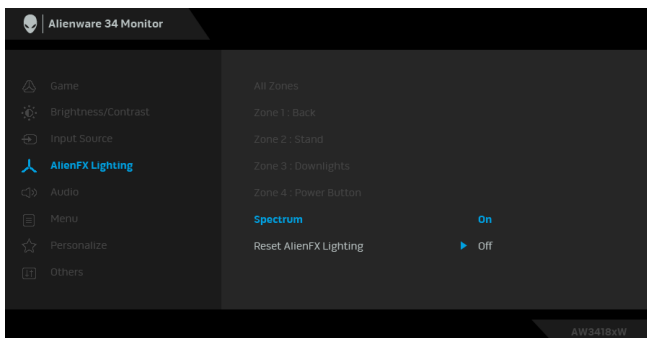 Alienware 34 Monitor
Game
All Zones
Brightness/Contrast
Zone 1 : Back
Input Source
Zone 2 : Stand
AlienFX Lighting
Zone 3 : Downlights
Audio
Zone 4 : Power Button
Menu
Spectrum On
Personalize
Reset AlienFX Lighting Off
Others
AW3418xW